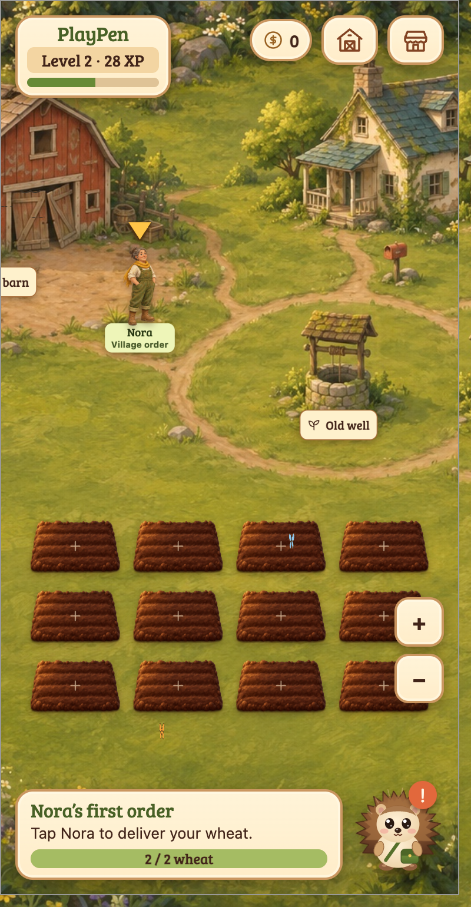 PlayPen
Level 2 · 28 XP
0
barn
Nora
Village order
Old well
+
−
Nora's first order
!
Tap Nora to deliver your wheat.
2 / 2 wheat